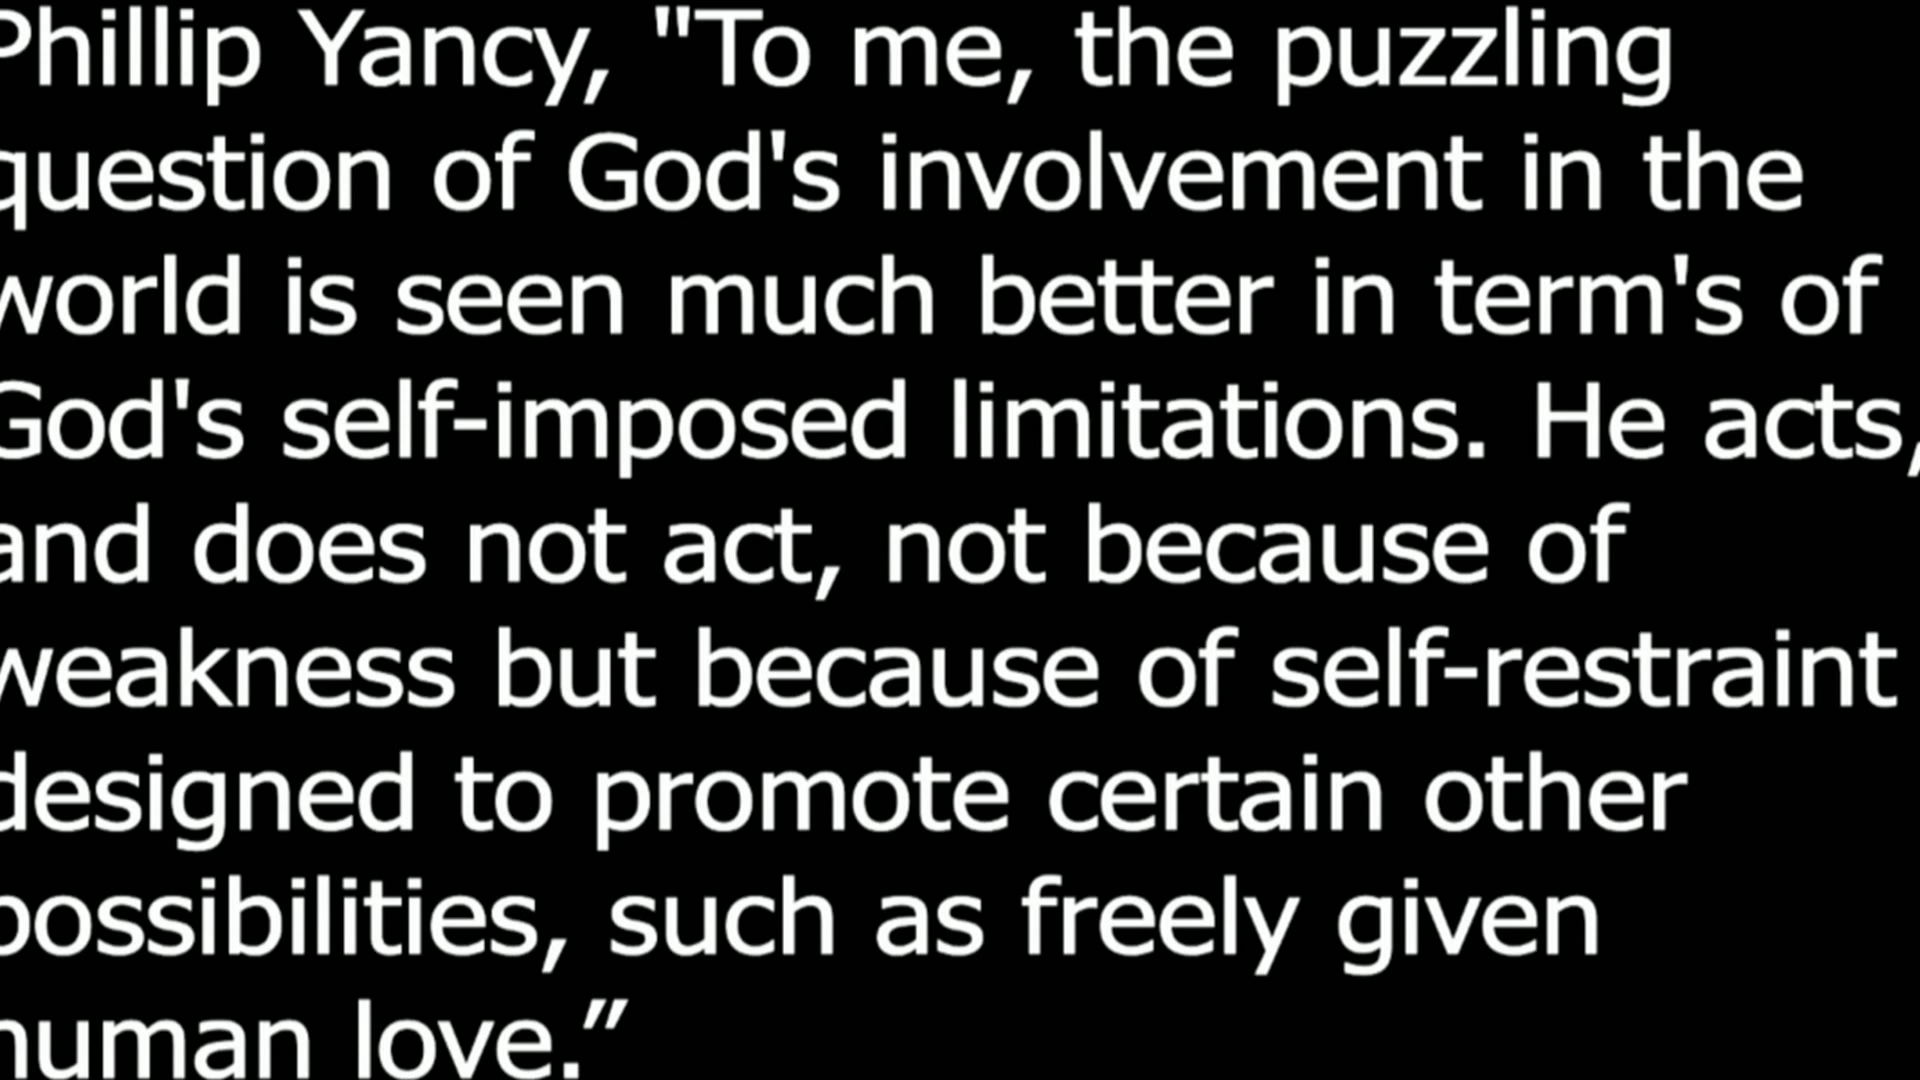 Phillip Yancy, "To me, the puzzling
question of God's involvement in the
world is seen much better in term's of
God's self-imposed limitations. He acts,
and does not act, not because of
weakness but because of self-restraint
designed to promote certain other
possibilities, such as freely given
human love.”